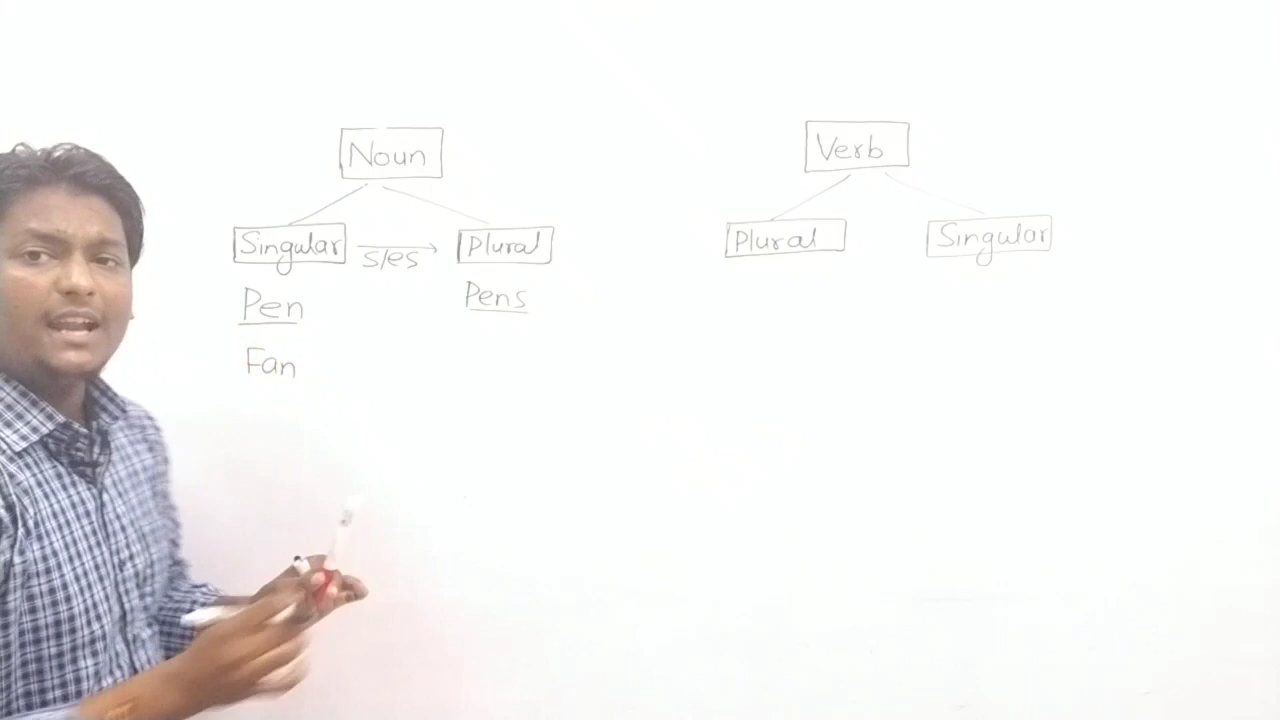 Noun
Singular s/es Plural
Pen Pens
Fan
Verb
Plural Singular